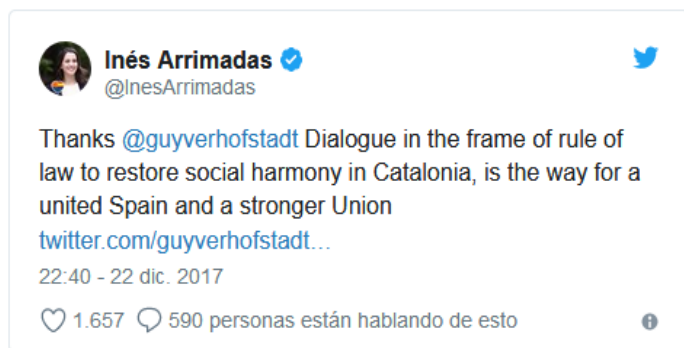 Inés Arrimadas
@InesArrimadas
Thanks @guyverhofstadt Dialogue in the frame of rule of
law to restore social harmony in Catalonia, is the way for a
united Spain and a stronger Union
twitter.com/guyverhofstadt…
22:40 - 22 dic. 2017
1.657 590 personas están hablando de esto